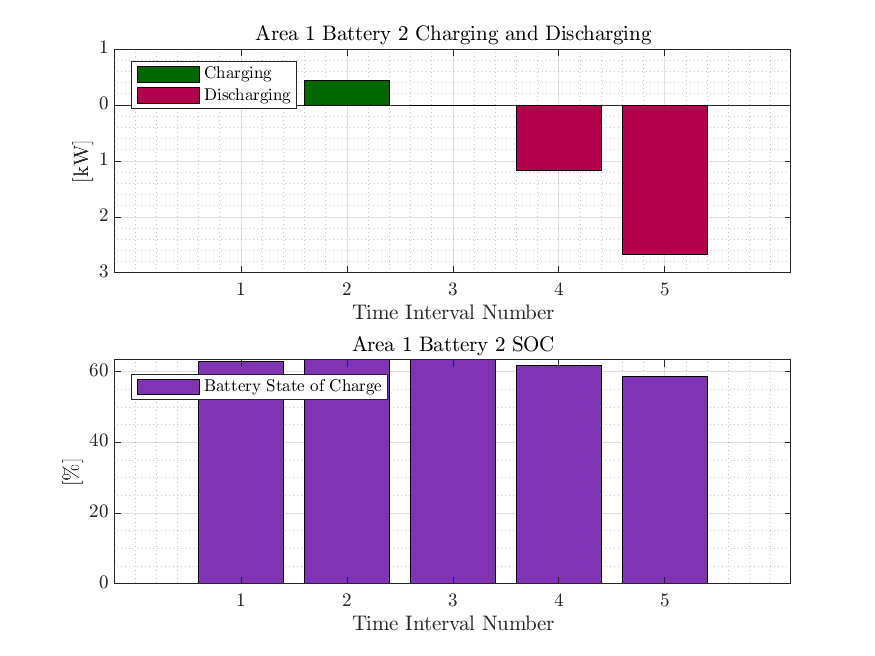 Area 1 Battery 2 Charging and Discharging
1
Charging
0
Discharging
[kW]
1
2
3
1 2 3 4 5
Time Interval Number
Area 1 Battery 2 SOC
60
Battery State of Charge
40
[%]
20
0
1 2 3 4 5
Time Interval Number